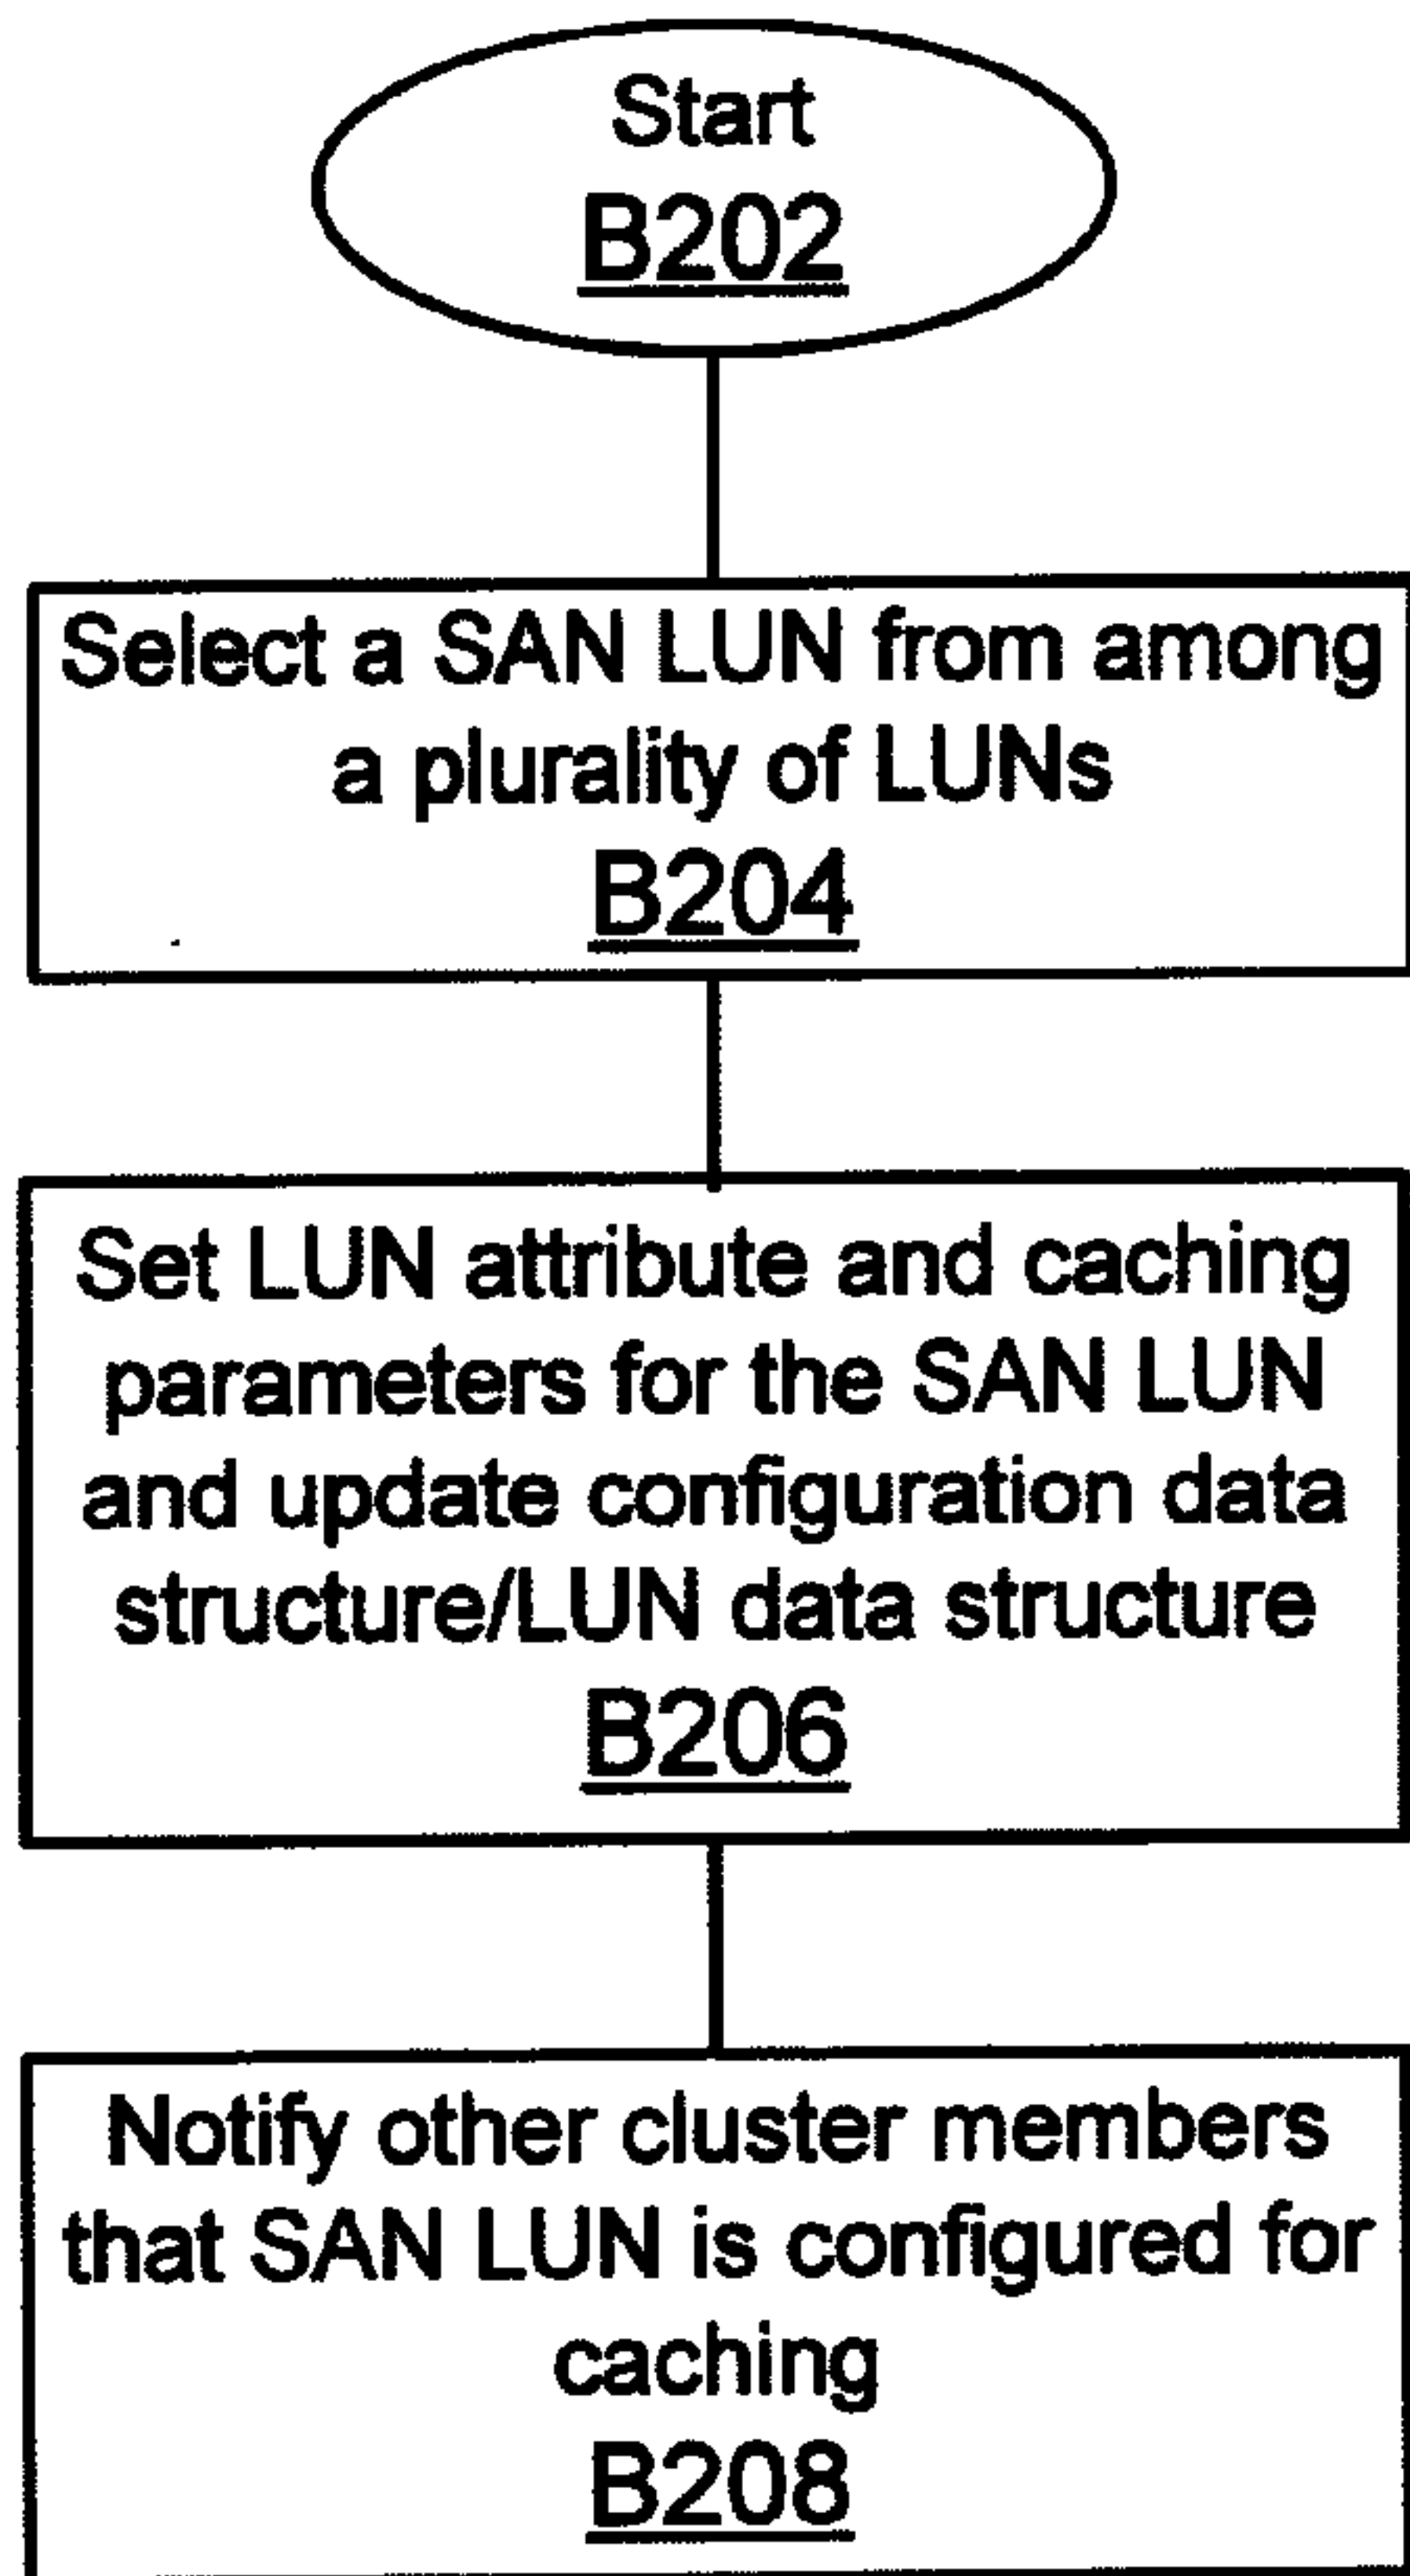 Start
B202
Select a SAN LUN from among
a plurality of LUNs
B204
Set LUN attribute and caching
parameters for the SAN LUN
and update configuration data
structure/LUN data structure
B206
Notify other cluster members
that SAN LUN is configured for
caching
B208